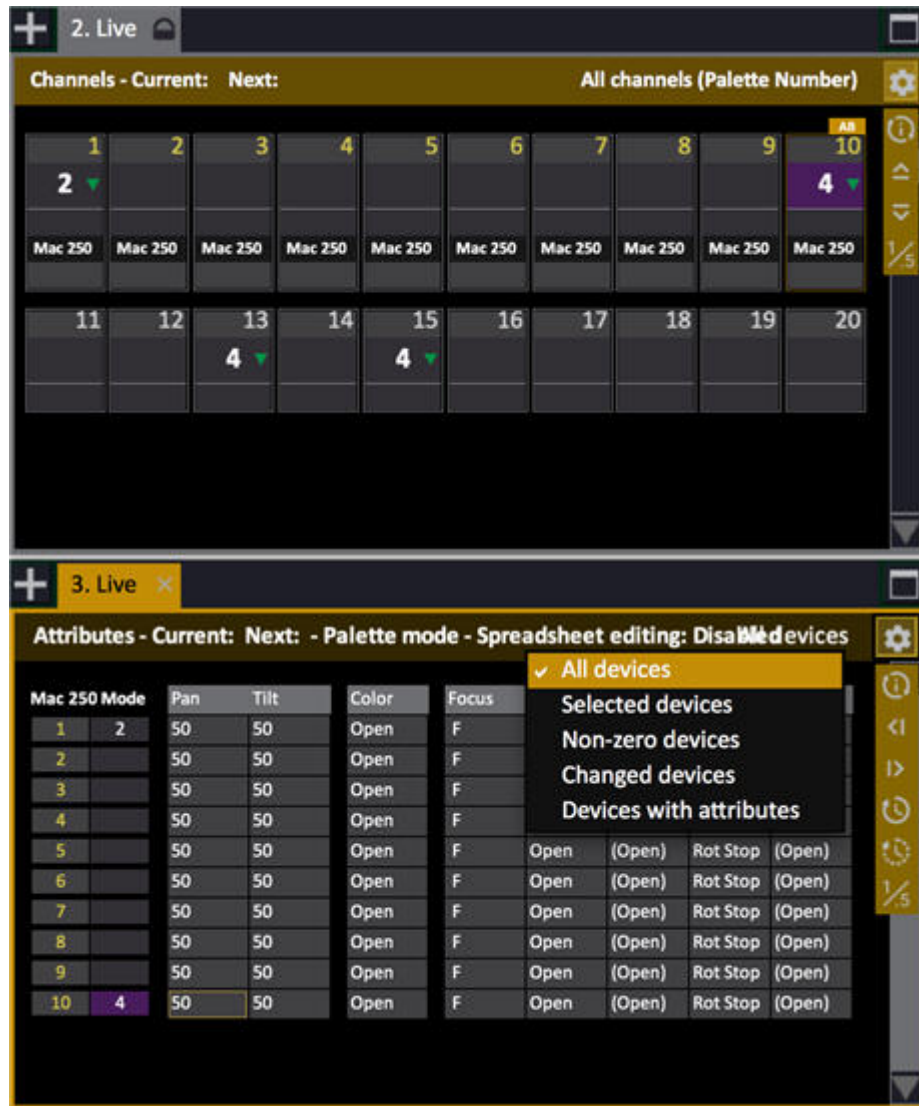 2. Live
Channels - Current: Next: All channels (Palette Number)
AB
1 2 3 4 5 6 7 8 9 10
2 4
Mac 250 Mac 250 Mac 250 Mac 250 Mac 250 Mac 250 Mac 250 Mac 250 Mac 250 Mac 250
1/.5
11 12 13 14 15 16 17 18 19 20
4 4
3. Live
Attributes - Current: Next: - Palette mode - Spreadsheet editing: Disabled All devices
All devices
Mac 250 Mode Pan Tilt Color Focus
Selected devices
1 2 50 50 Open F
Non-zero devices
2 50 50 Open F
3 50 50 Open F
Changed devices
4 50 50 Open F
Devices with attributes
5 50 50 Open F Open (Open) Rot Stop (Open)
6 50 50 Open F Open (Open) Rot Stop (Open)
1/.5
7 50 50 Open F Open (Open) Rot Stop (Open)
8 50 50 Open F Open (Open) Rot Stop (Open)
9 50 50 Open F Open (Open) Rot Stop (Open)
10 4 50 50 Open F Open (Open) Rot Stop (Open)